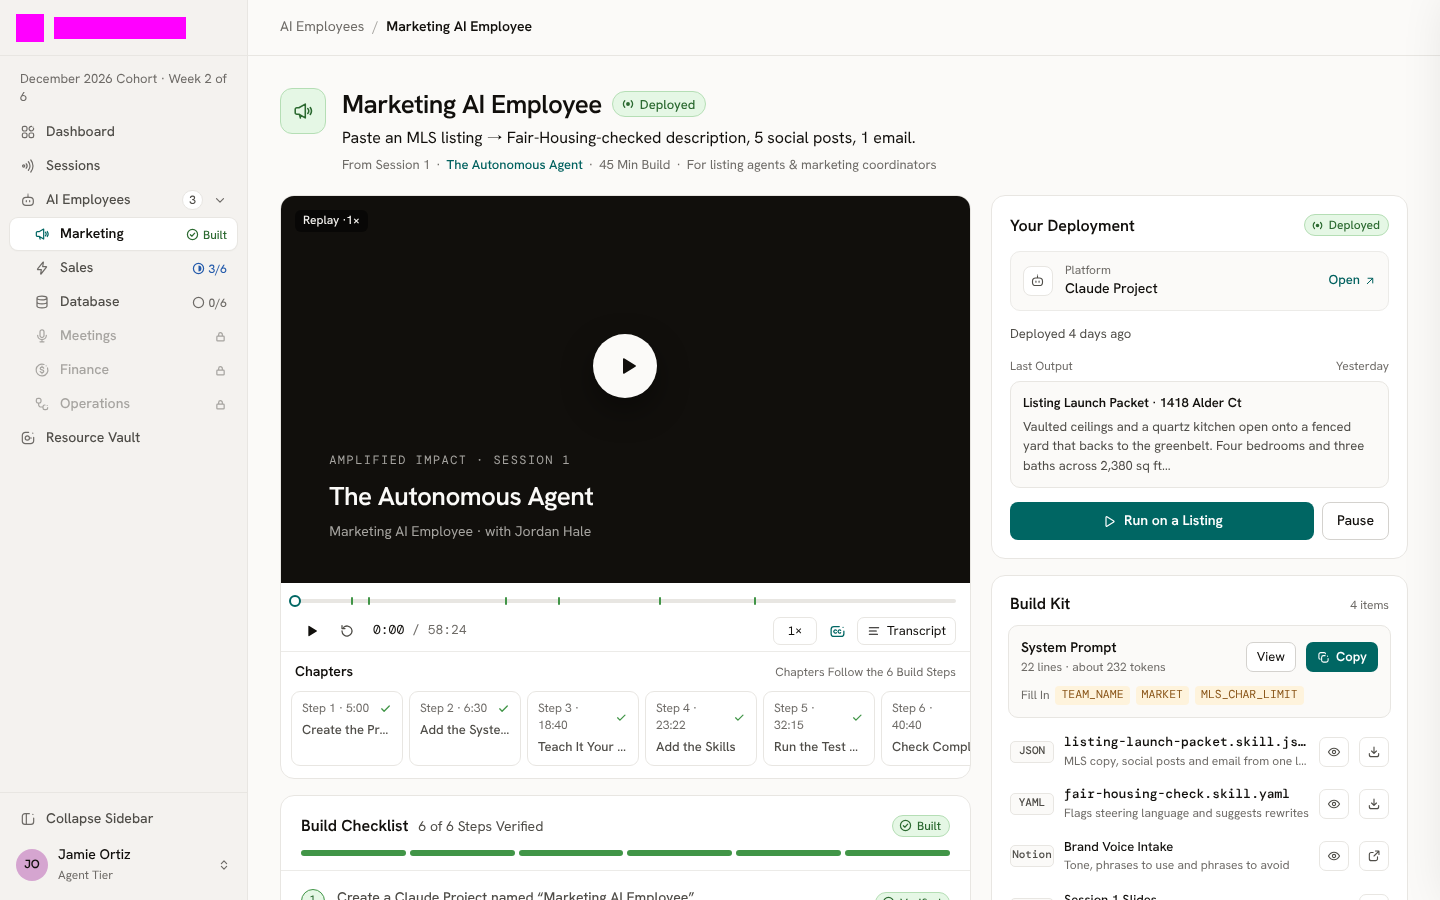 AI Employees / Marketing AI Employee
December 2026 Cohort · Week 2 of
6
Dashboard
Sessions
AI Employees 3
Marketing Built
Sales 3/6
Database 0/6
Meetings
Finance
Operations
Resource Vault
Collapse Sidebar
JO
Jamie Ortiz
Agent Tier
Marketing AI Employee Deployed
Paste an MLS listing → Fair-Housing-checked description, 5 social posts, 1 email.
From Session 1 · The Autonomous Agent · 45 Min Build · For listing agents & marketing coordinators
Replay · 1×
AMPLIFIED IMPACT · SESSION 1
The Autonomous Agent
Marketing AI Employee · with Jordan Hale
0:00 / 58:24
1×
CC
Transcript
Chapters
Chapters Follow the 6 Build Steps
Step 1 · 5:00
Create the Pr…
Step 2 · 6:30
Add the Syste…
Step 3 ·
18:40
Teach It Your …
Step 4 ·
23:22
Add the Skills
Step 5 ·
32:15
Run the Test …
Step 6 ·
40:40
Check Compl
Build Checklist 6 of 6 Steps Verified
Built
1 Create a Claude Project named “Marketing AI Employee”
Your Deployment
Deployed
Platform
Claude Project
Open
Deployed 4 days ago
Last Output
Yesterday
Listing Launch Packet · 1418 Alder Ct
Vaulted ceilings and a quartz kitchen open onto a fenced
yard that backs to the greenbelt. Four bedrooms and three
baths across 2,380 sq ft…
Run on a Listing
Pause
Build Kit
4 items
System Prompt
22 lines · about 232 tokens
View
Copy
Fill In TEAM_NAME MARKET MLS_CHAR_LIMIT
JSON
listing-launch-packet.skill.js…
MLS copy, social posts and email from one l…
YAML
fair-housing-check.skill.yaml
Flags steering language and suggests rewrites
Notion
Brand Voice Intake
Tone, phrases to use and phrases to avoid
Session 1 Slides